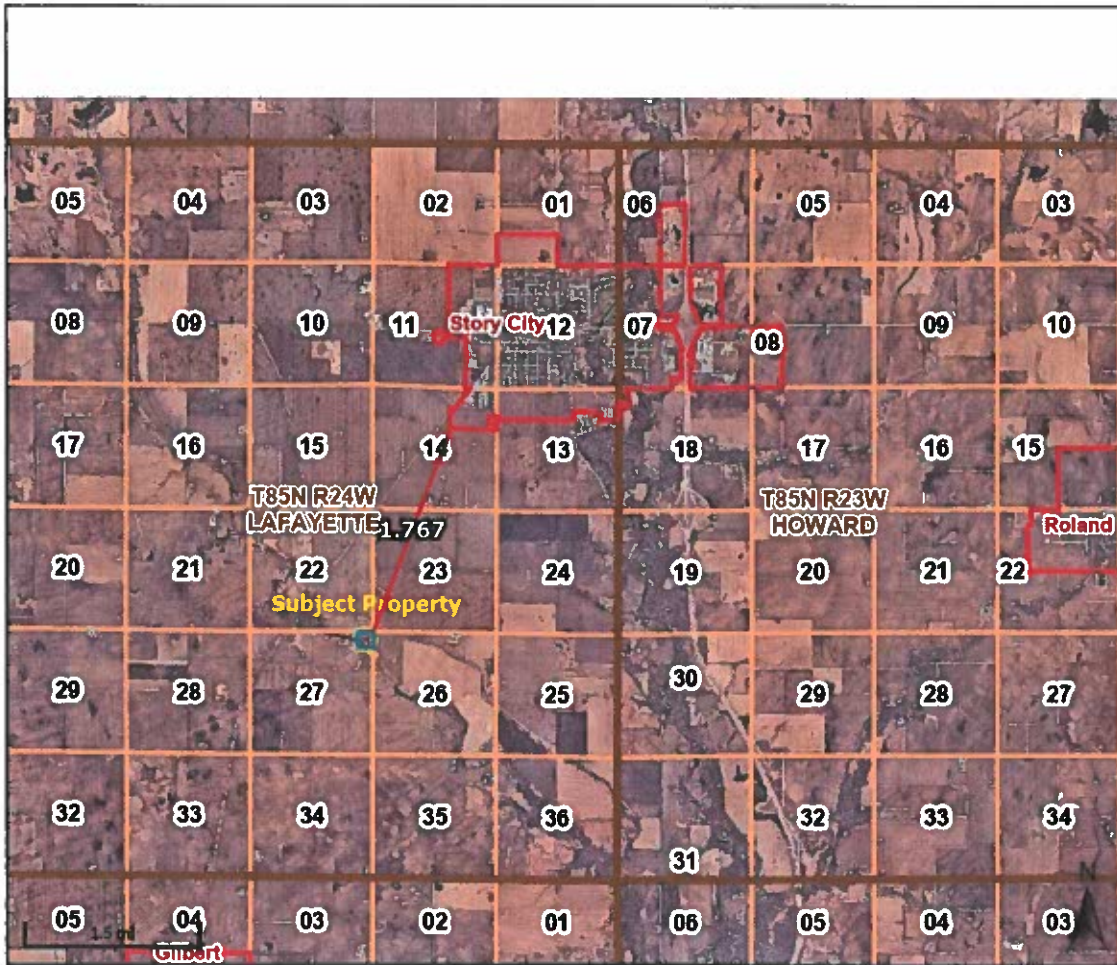 05 04 03 02 01 06 05 04 03
08 09 10 11 Story City 12 07 08 09 10
17 16 15 14 13 18 17 16 15
T85N R24W T85N R23W
LAFAYETTE HOWARD
1.767
Roland
20 21 22 23 24 19 20 21 22
Subject Property
29 28 27 26 25 30 29 28 27
32 33 34 35 36 31 32 33 34
N
05 04 03 02 01 06 05 04 03
1.5 mi
Gilbert